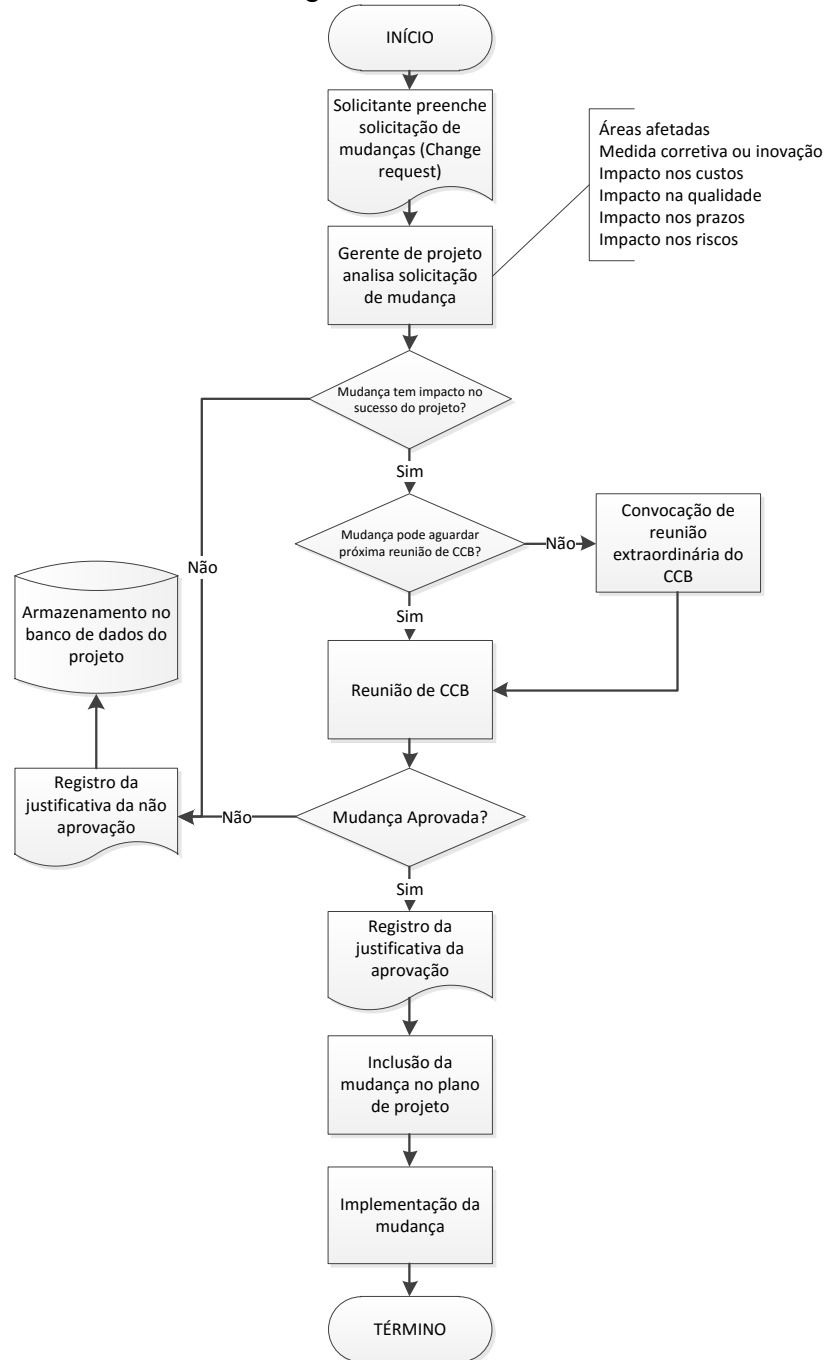 INÍCIO
Solicitante preenche
solicitação de
mudanças (Change
request)
Áreas afetadas
Medida corretiva ou inovação
Impacto nos custos
Impacto na qualidade
Impacto nos prazos
Impacto nos riscos
Gerente de projeto
analisa solicitação
de mudança
Mudança tem impacto no
sucesso do projeto?
Sim
Não
Mudança pode aguardar
próxima reunião de CCB?
Não
Convocação de
reunião
extraordinária do
CCB
Sim
Armazenamento no
banco de dados do
projeto
Reunião de CCB
Registro da
justificativa da não
aprovação
Não
Mudança Aprovada?
Sim
Registro da
justificativa da
aprovação
Inclusão da
mudança no plano
de projeto
Implementação da
mudança
TÉRMINO